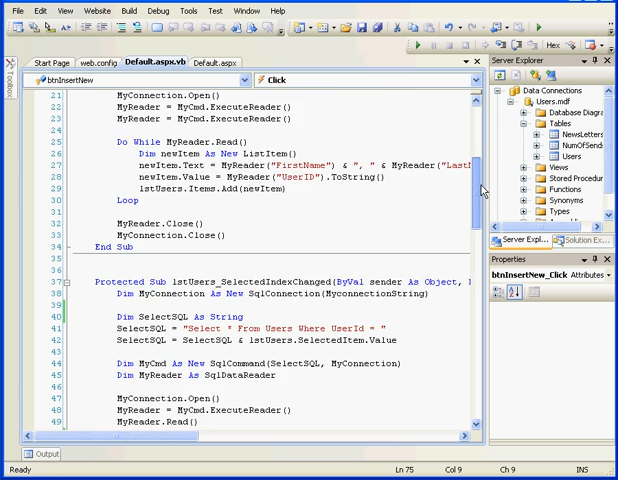 File Edit View Website Build Debug Tools Test Window Help
Hex
Start Page web.config Default.aspx.vb Default.aspx
btnInsertNew Click
21 MyConnection.Open()
22 MyReader = MyCmd.ExecuteReader()
23 MyReader = MyCmd.ExecuteReader()
24
25 Do While MyReader.Read()
26 Dim newItem As New ListItem()
27 newItem.Text = MyReader("FirstName") & ", " & MyReader("LastN
28 newItem.Value = MyReader("UserID").ToString()
29 lstUsers.Items.Add(newItem)
30 Loop
31
32 MyReader.Close()
33 MyConnection.Close()
34 End Sub
35
36
37 Protected Sub lstUsers_SelectedIndexChanged(ByVal sender As Object,
38 Dim MyConnection As New SqlConnection(MyconnectionString)
39
40 Dim SelectSQL As String
41 SelectSQL = "Select * From Users Where UserId = "
42 SelectSQL = SelectSQL & lstUsers.SelectedItem.Value
43
44 Dim MyCmd As New SqlCommand(SelectSQL, MyConnection)
45 Dim MyReader As SqlDataReader
46
47 MyConnection.Open()
48 MyReader = MyCmd.ExecuteReader()
49 MyReader.Read()
Toolbox
Server Explorer
Data Connections
Users.mdf
Database Diagra
Tables
NewsLetters
NumOfSends
Users
Views
Stored Procedur
Functions
Synonyms
Types
Server Expl... Solution Ex...
Properties
btnInsertNew_Click Attributes
Output
Ready Ln 75 Col 9 Ch 9 INS